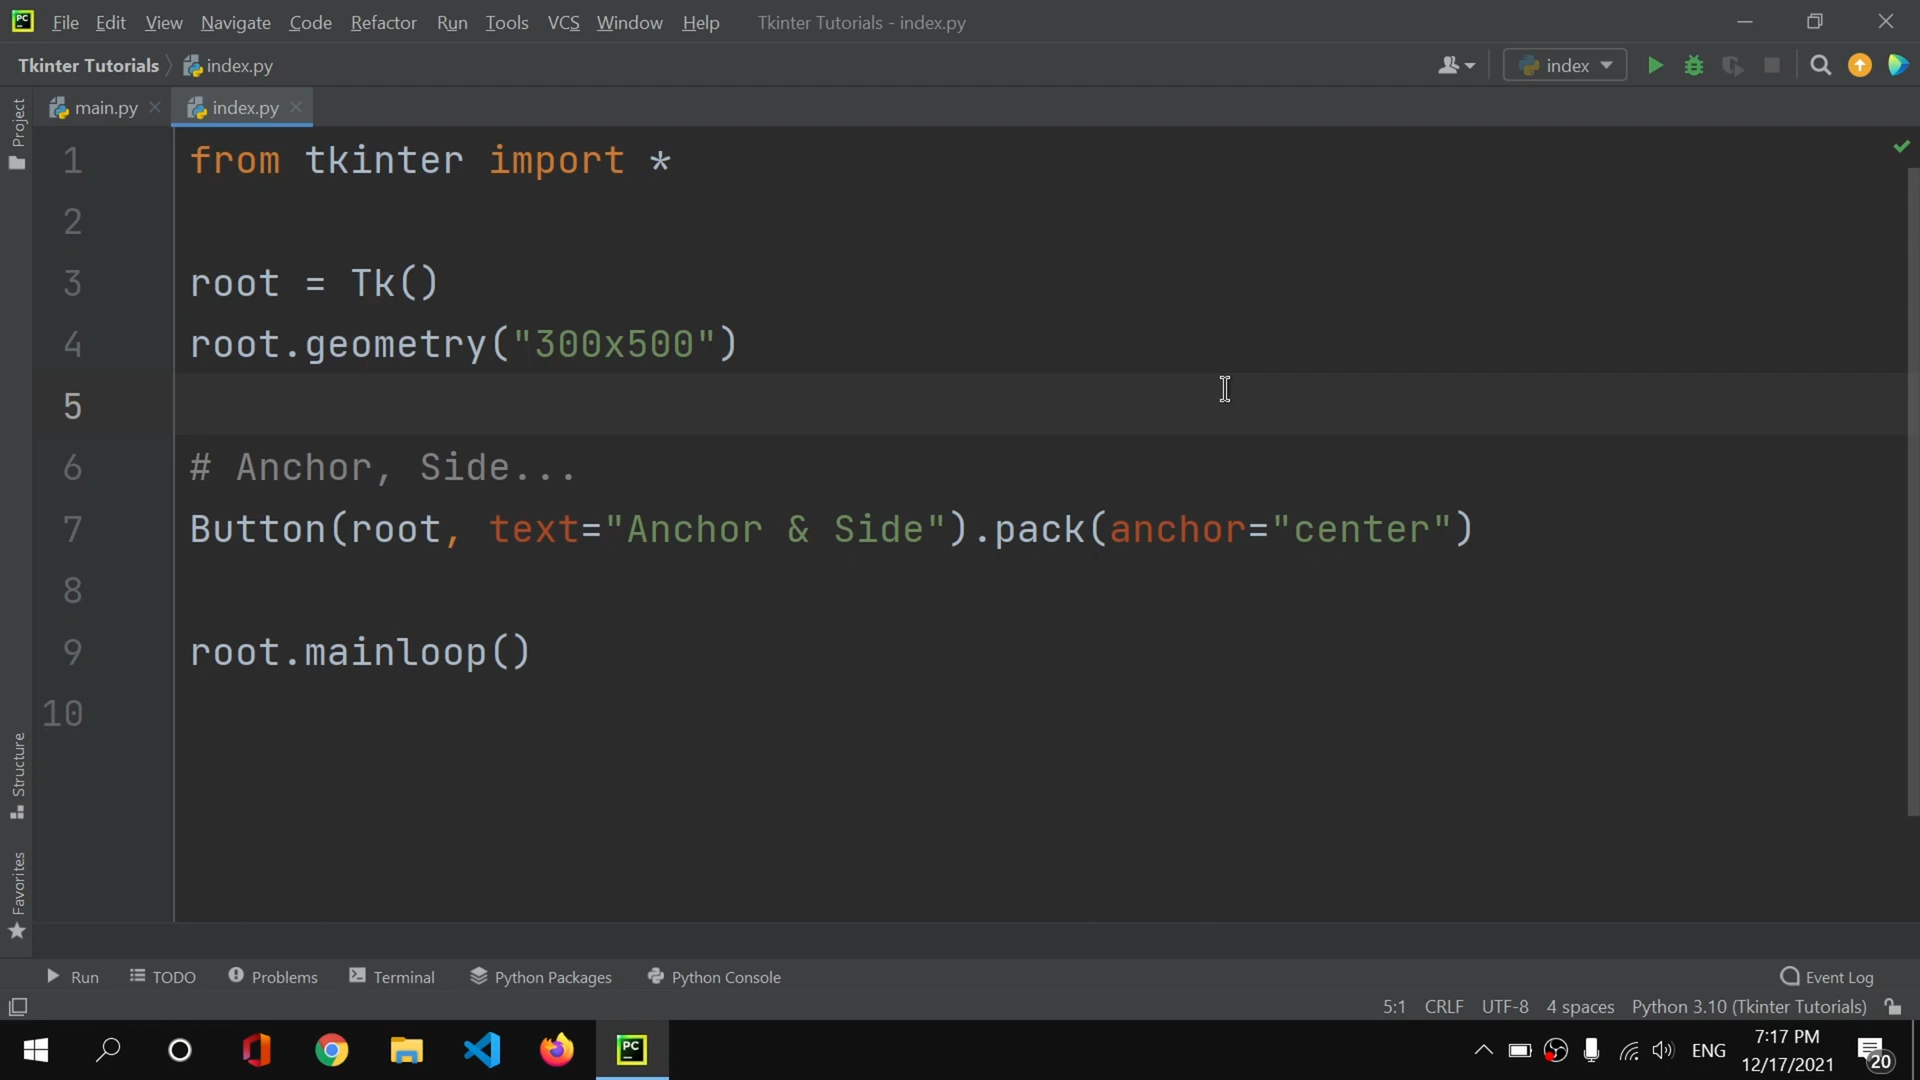 PC File Edit View Navigate Code Refactor Run Tools VCS Window Help Tkinter Tutorials - index.py
Tkinter Tutorials index.py index
Project main.py index.py
1 from tkinter import *
2
3 root = Tk()
4 root.geometry("300x500")
5
6 # Anchor, Side...
7 Button(root, text="Anchor & Side").pack(anchor="center")
8
9 root.mainloop()
10
Structure
Favorites
Run TODO Problems Terminal Python Packages Python Console Event Log
5:1 CRLF UTF-8 4 spaces Python 3.10 (Tkinter Tutorials)
PC ENG 7:17 PM
12/17/2021 20